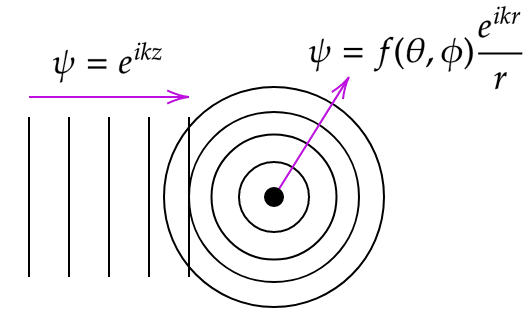 ψ = e^{ikz}
ψ = f(θ, ϕ) e^{ikr}/r